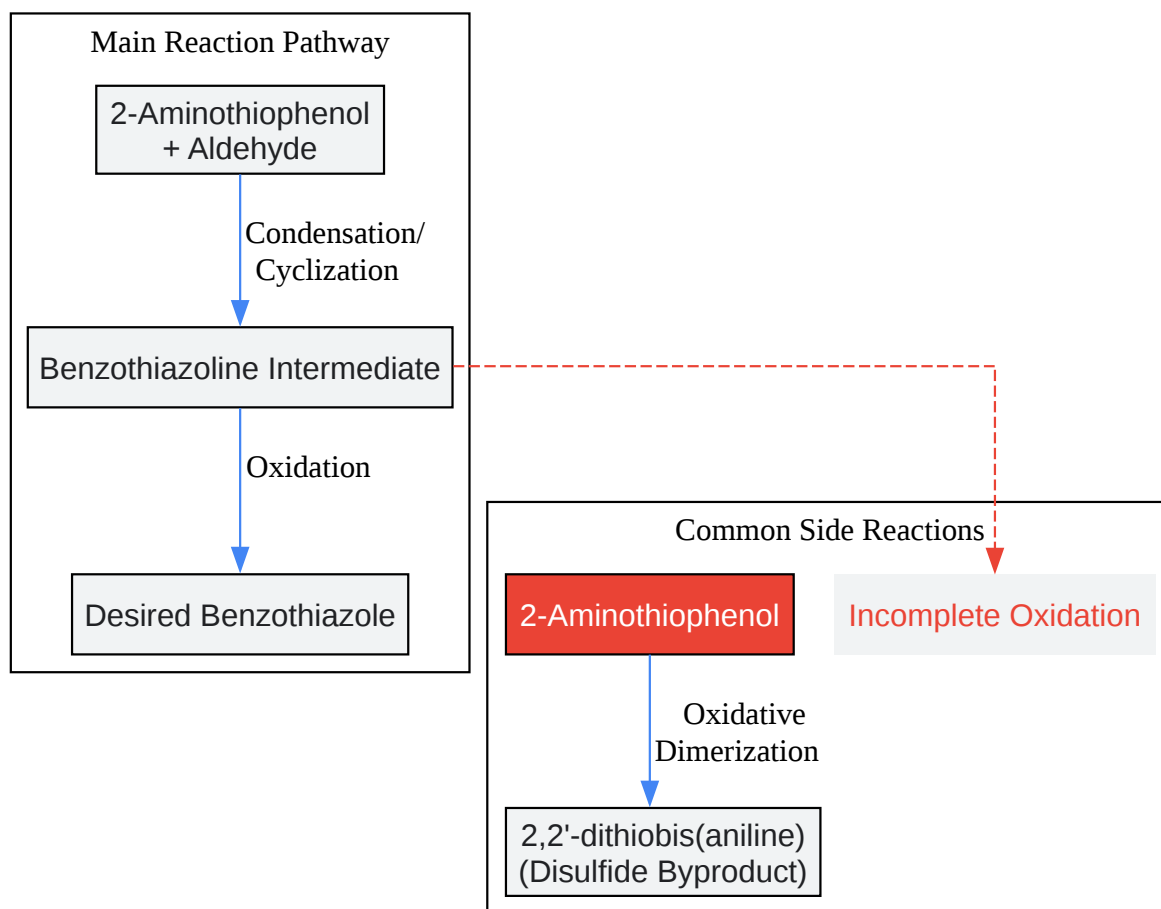 Main Reaction Pathway
2-Aminothiophenol
+ Aldehyde
Condensation/
Cyclization
Benzothiazoline Intermediate
Oxidation
Desired Benzothiazole
Common Side Reactions
2-Aminothiophenol
Incomplete Oxidation
Oxidative
Dimerization
2,2'-dithiobis(aniline)
(Disulfide Byproduct)